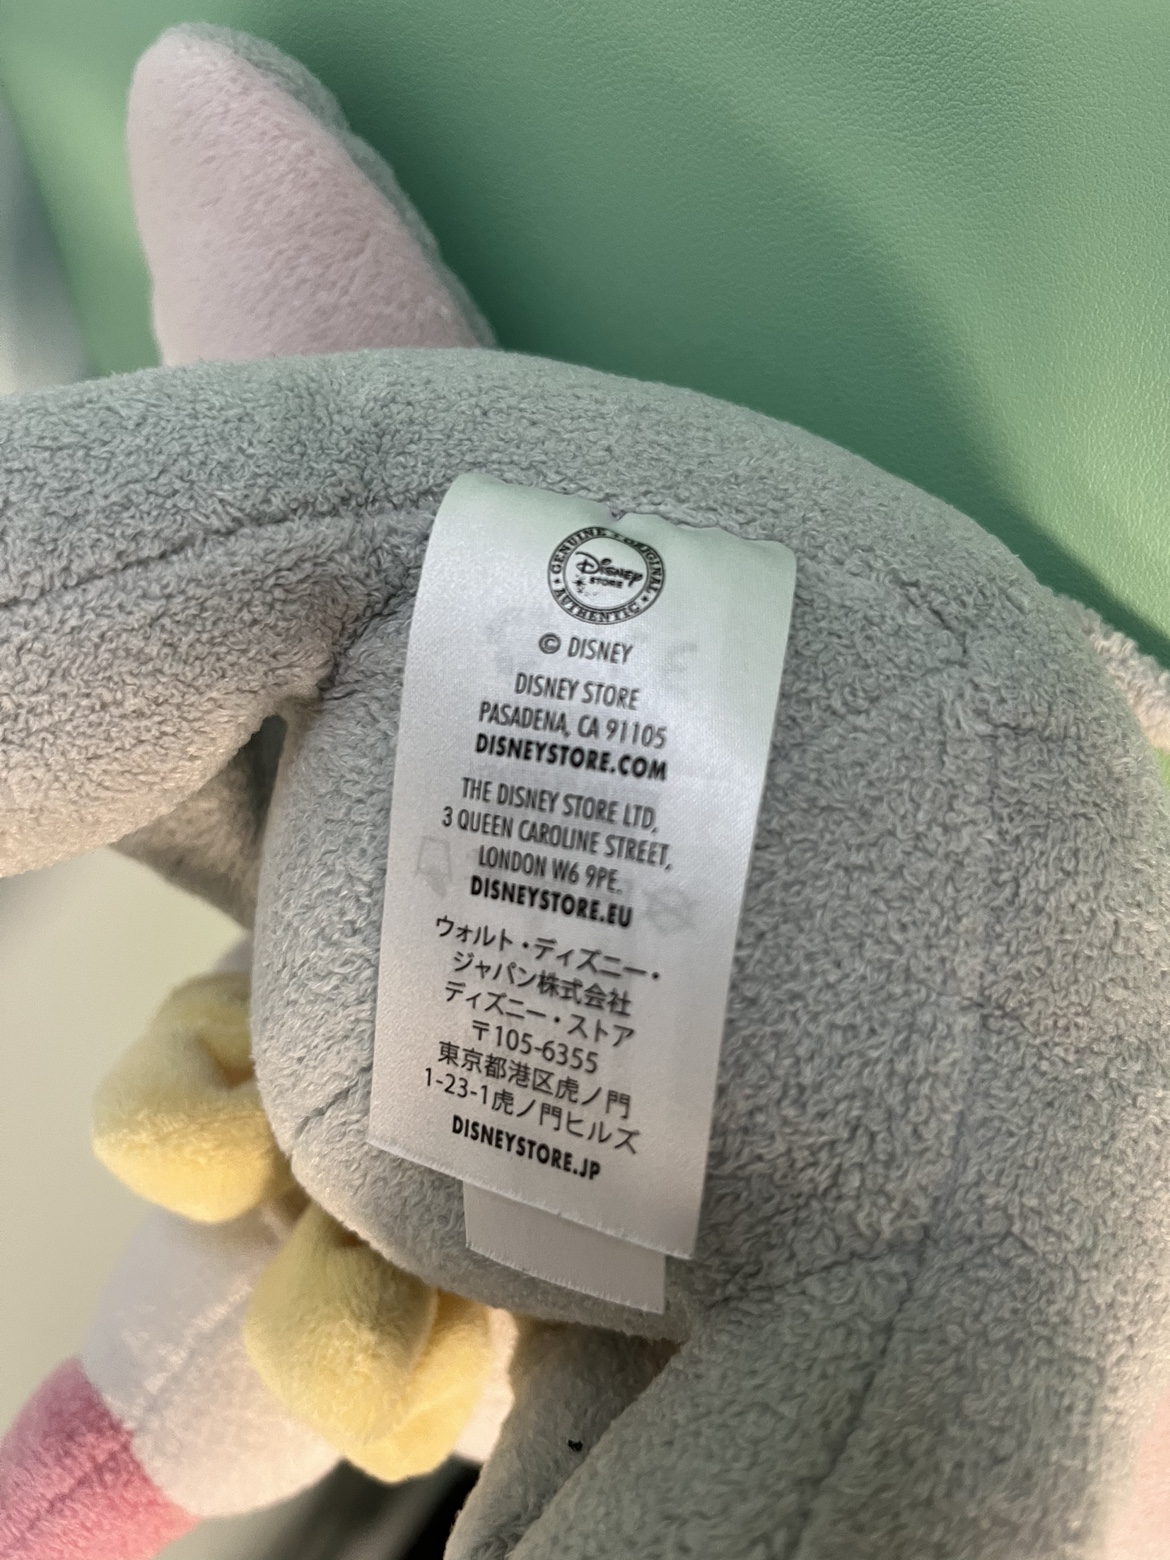 GENUINE • ORIGINAL • AUTHENTIC •
Disney
STORE
© DISNEY
DISNEY STORE
PASADENA, CA 91105
DISNEYSTORE.COM
THE DISNEY STORE LTD,
3 QUEEN CAROLINE STREET,
LONDON W6 9PE.
DISNEYSTORE.EU
ウォルト・ディズニー・
ジャパン株式会社
ディズニー・ストア
〒105-6355
東京都港区虎ノ門
1-23-1虎ノ門ヒルズ
DISNEYSTORE.JP